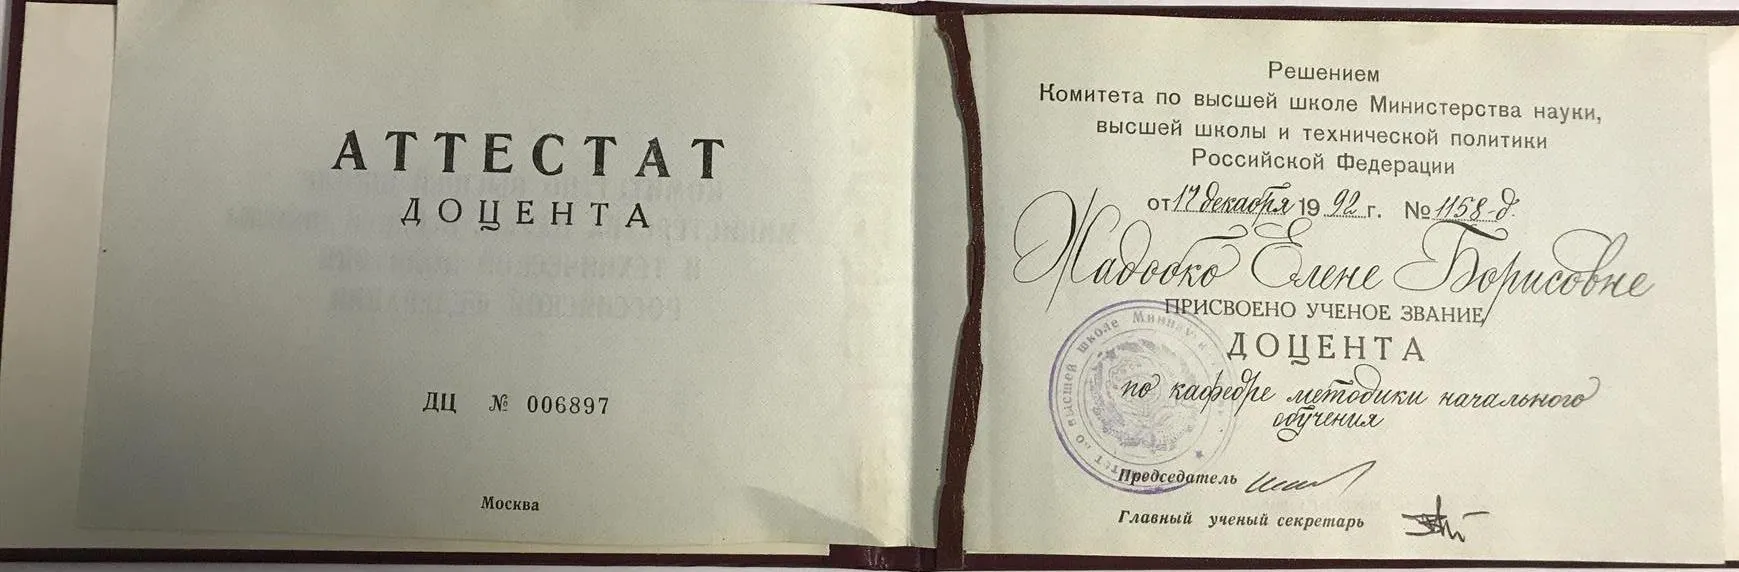 АТТЕСТАТ
ДОЦЕНТА
ДЦ № 006897
Москва
Решением
Комитета по высшей школе Министерства науки,
высшей школы и технической политики
Российской Федерации
от 17 декабря 1992 г. № 1158-д.
Жадобко Елене Борисовне
ПРИСВОЕНО УЧЕНОЕ ЗВАНИЕ
ДОЦЕНТА
по кафедре методики начального
обучения
Председатель
Главный ученый секретарь